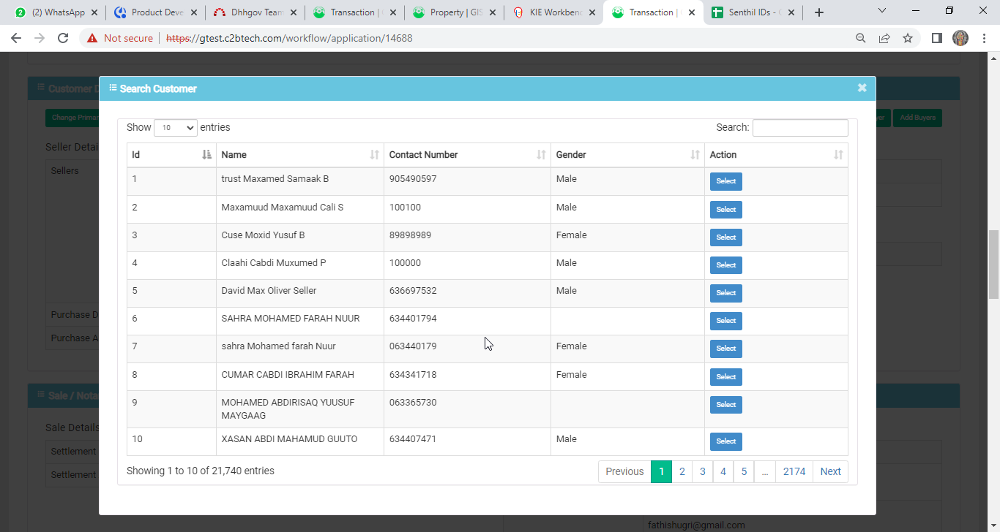 (2) WhatsApp
Product Deve
Dhhgov Team
Transaction |
Property | GIS
KIE Workbenc
Transaction |
Senthil IDs -
Not secure
https://gtest.c2btech.com/workflow/application/14688
Customer D
Search Customer
Change Primar
yer
Add Buyers
Seller Detai
Sellers
Purchase D
Purchase A
Show 10 entries
Search:
Id Name Contact Number Gender Action
1 trust Maxamed Samaak B 905490597 Male Select
2 Maxamuud Maxamuud Cali S 100100 Male Select
3 Cuse Moxid Yusuf B 89898989 Female Select
4 Claahi Cabdi Muxumed P 100000 Male Select
5 David Max Oliver Seller 636697532 Male Select
6 SAHRA MOHAMED FARAH NUUR 634401794 Select
7 sahra Mohamed farah Nuur 063440179 Female Select
8 CUMAR CABDI IBRAHIM FARAH 634341718 Female Select
9 MOHAMED ABDIRISAQ YUUSUF 063365730 Select
MAYGAAG
10 XASAN ABDI MAHAMUD GUUTO 634407471 Male Select
Showing 1 to 10 of 21,740 entries
Previous 1 2 3 4 5 ... 2174 Next
Sale / Nota
Sale Details
Settlement
Settlement
fathishugri@gmail.com